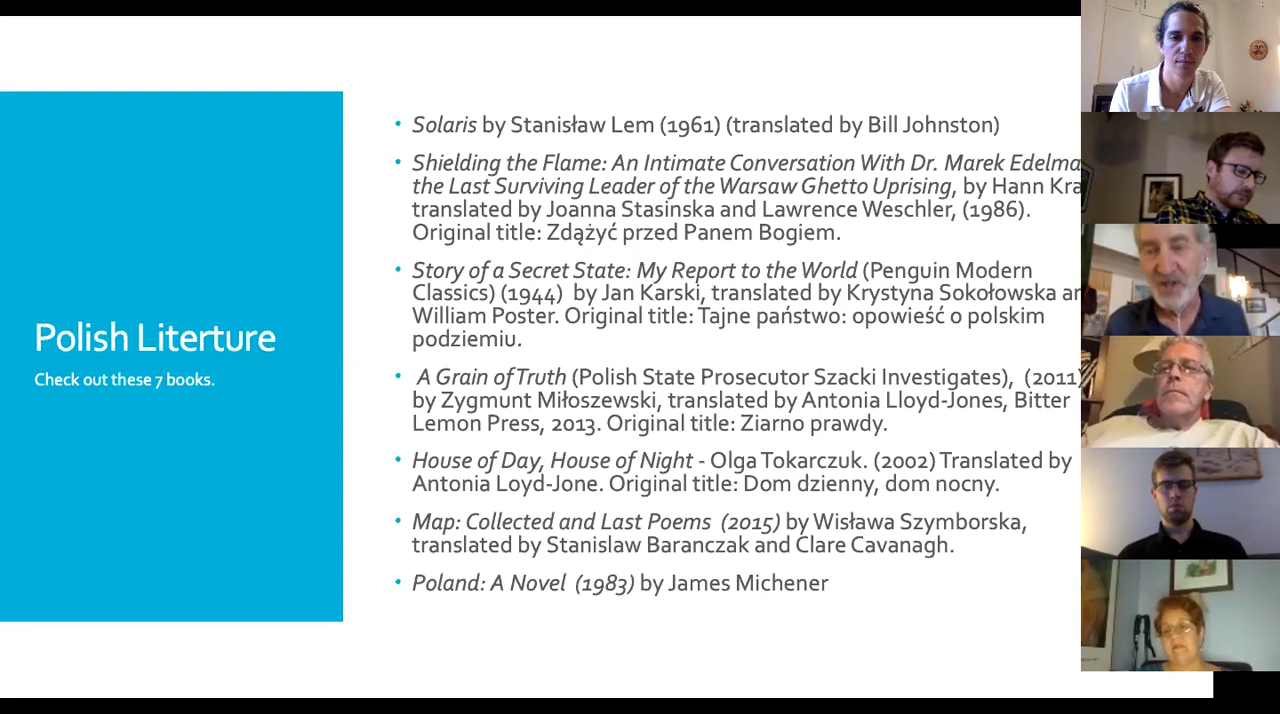 Polish Literture
Check out these 7 books.
• Solaris by Stanisław Lem (1961) (translated by Bill Johnston)
• Shielding the Flame: An Intimate Conversation With Dr. Marek Edelma
the Last Surviving Leader of the Warsaw Ghetto Uprising, by Hann Kra
translated by Joanna Stasinska and Lawrence Weschler, (1986).
Original title: Zdążyć przed Panem Bogiem.
• Story of a Secret State: My Report to the World (Penguin Modern
Classics) (1944) by Jan Karski, translated by Krystyna Sokołowska an
William Poster. Original title: Tajne państwo: opowieść o polskim
podziemiu.
• A Grain of Truth (Polish State Prosecutor Szacki Investigates), (2011)
by Zygmunt Miłoszewski, translated by Antonia Lloyd-Jones, Bitter
Lemon Press, 2013. Original title: Ziarno prawdy.
• House of Day, House of Night - Olga Tokarczuk. (2002) Translated by
Antonia Loyd-Jone. Original title: Dom dzienny, dom nocny.
• Map: Collected and Last Poems (2015) by Wisława Szymborska,
translated by Stanislaw Baranczak and Clare Cavanagh.
• Poland: A Novel (1983) by James Michener